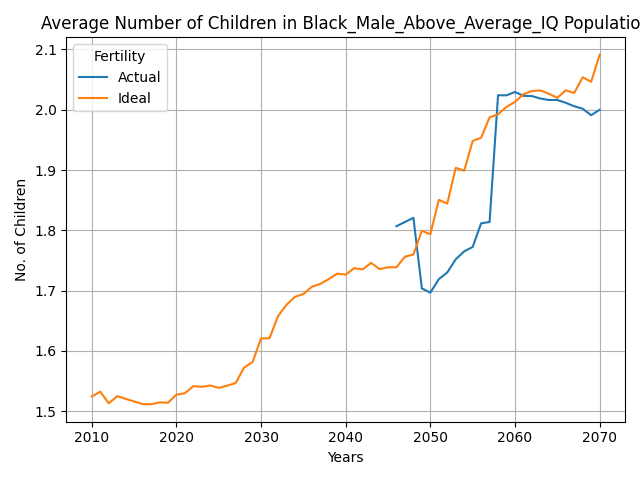 Average Number of Children in Black_Male_Above_Average_IQ Populatio
2.1
2.0
1.9
1.8
1.7
1.6
1.5
No. of Children
Fertility
Actual
Ideal
2010 2020 2030 2040 2050 2060 2070
Years